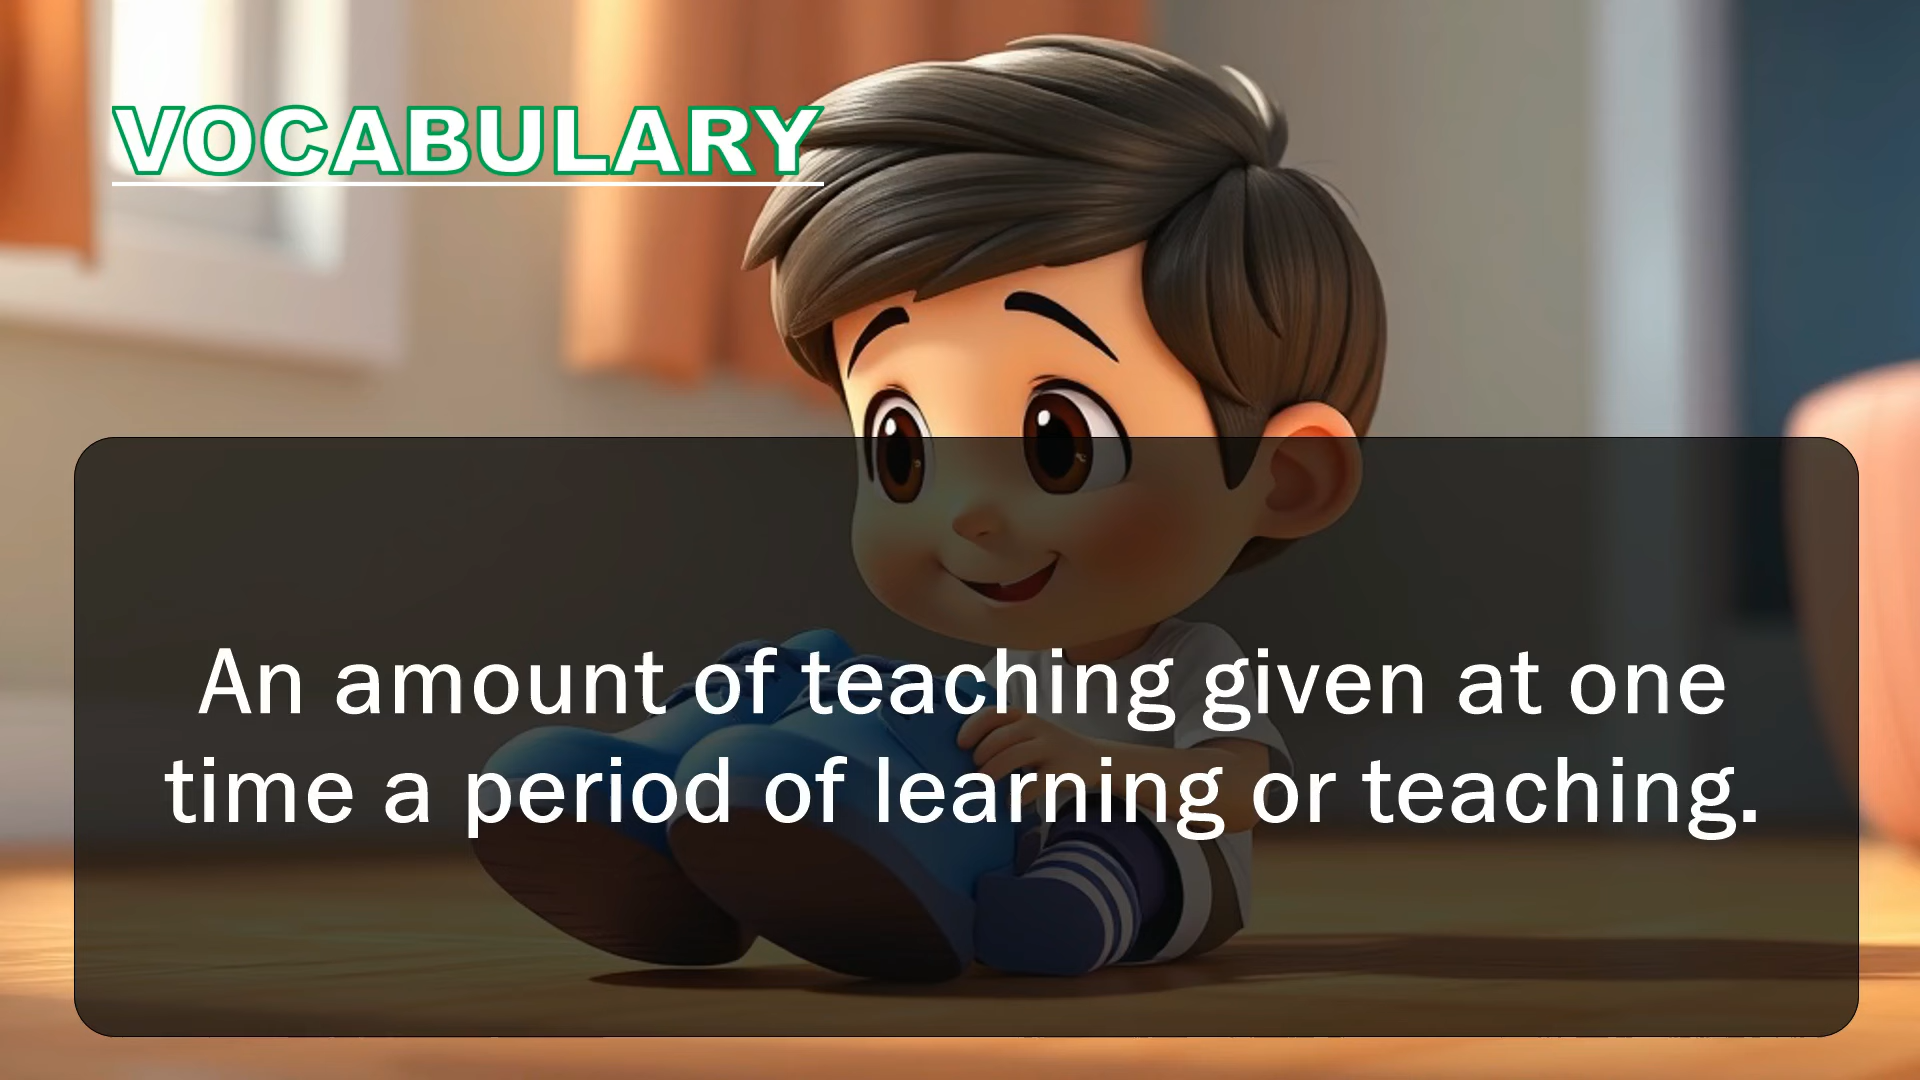 VOCABULARY
An amount of teaching given at one
time a period of learning or teaching.